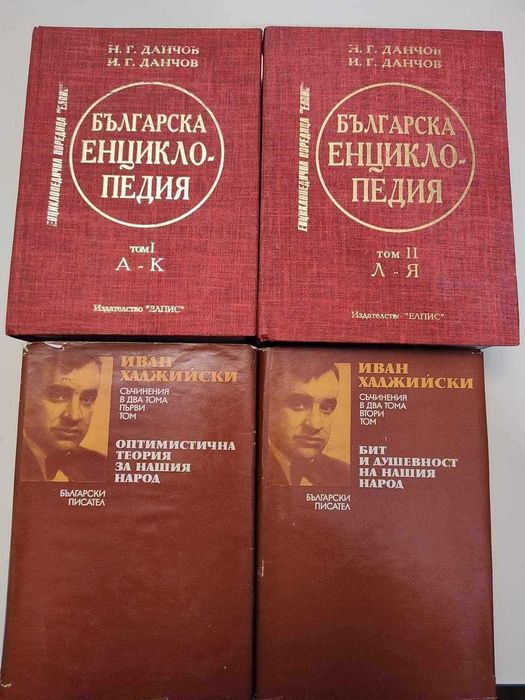 Н. Г. ДАНЧОВ
И. Г. ДАНЧОВ
ЕНЦИКЛОПЕДИЧНА ПОРЕДИЦА "ЕЛПИС"
БЪЛГАРСКА
ЕНЦИКЛО-
ПЕДИЯ
ТОМ I
А - К
Издателство "ЕЛПИС"
Н. Г. ДАНЧОВ
И. Г. ДАНЧОВ
ЕНЦИКЛОПЕДИЧНА ПОРЕДИЦА "ЕЛПИС"
БЪЛГАРСКА
ЕНЦИКЛО-
ПЕДИЯ
ТОМ II
Л - Я
Издателство "ЕЛПИС"
ИВАН
ХАДЖИЙСКИ
СЪЧИНЕНИЯ
В ДВА ТОМА
ПЪРВИ
ТОМ
ОПТИМИСТИЧНА
ТЕОРИЯ
ЗА НАШИЯ
НАРОД
БЪЛГАРСКИ
ПИСАТЕЛ
ИВАН
ХАДЖИЙСКИ
СЪЧИНЕНИЯ
В ДВА ТОМА
ВТОРИ
ТОМ
БИТ
И ДУШЕВНОСТ
НА НАШИЯ
НАРОД
БЪЛГАРСКИ
ПИСАТЕЛ